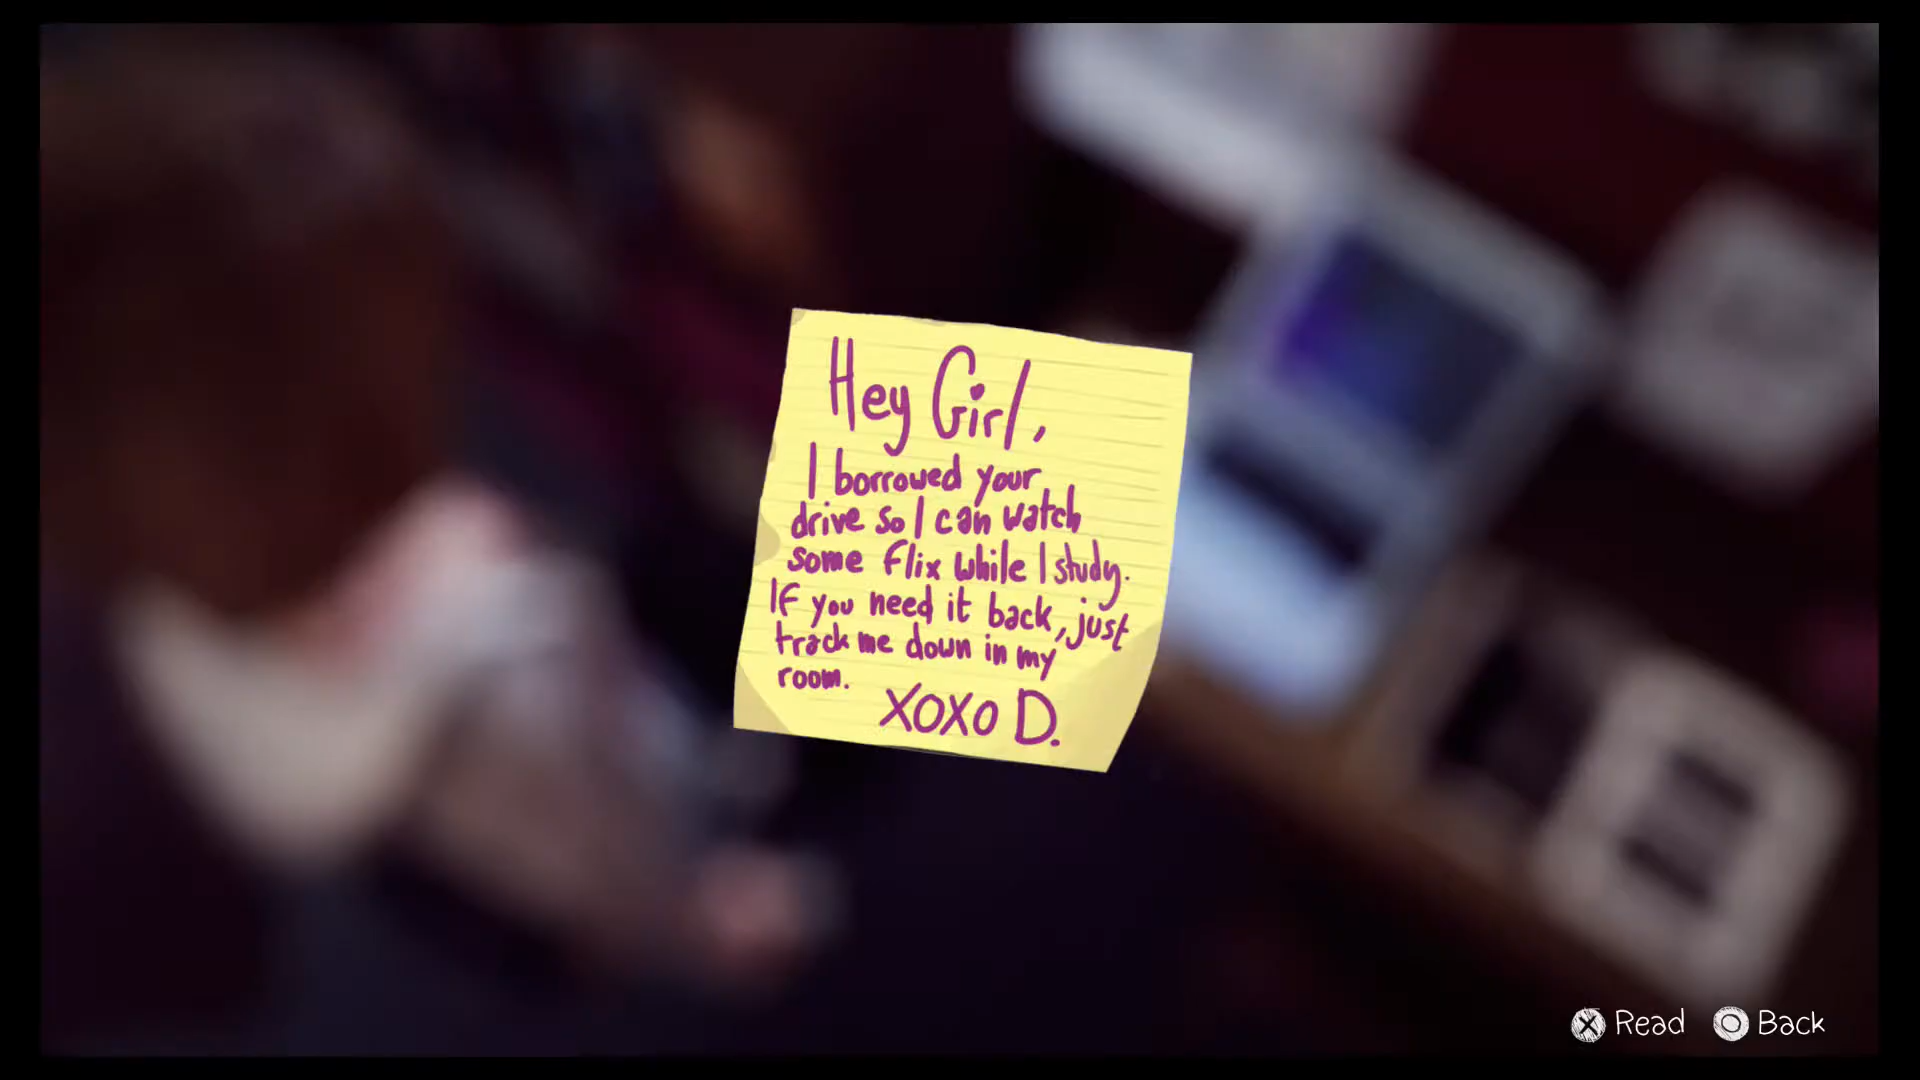 Hey Girl,
I borrowed your
drive so I can watch
some flix while I study.
If you need it back, just
track me down in my
room.
XOXO D.
Read Back